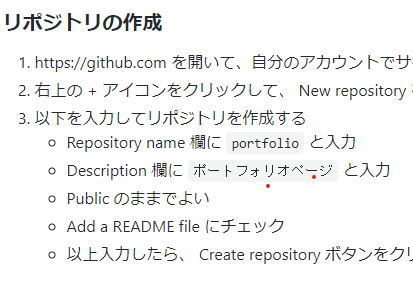 リポジトリの作成
1. https://github.com を開いて、自分のアカウントでサ
2. 右上の + アイコンをクリックして、 New repository
3. 以下を入力してリポジトリを作成する
Repository name 欄に portfolio と入力
Description 欄に ポートフォリオページ と入力
Public のままでよい
Add a README file にチェック
以上入力したら、 Create repository ボタンをクリ